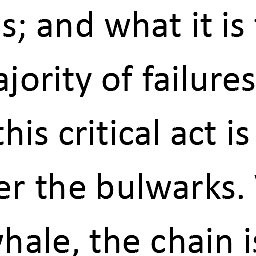 s; and what it is
ajority of failures
this critical act is
er the bulwarks.
whale, the chain is